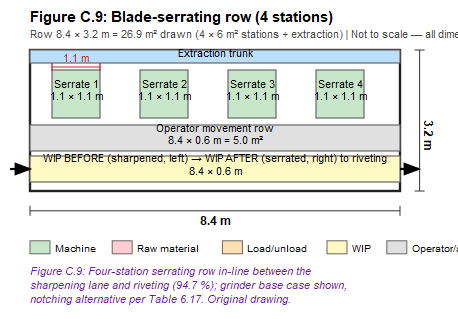 Figure C.9: Blade-serrating row (4 stations)
Row 8.4 × 3.2 m = 26.9 m² drawn (4 × 6 m² stations + extraction) | Not to scale — all dime
Extraction trunk
1.1 m
Serrate 1
1.1 × 1.1 m
Serrate 2
1.1 × 1.1 m
Serrate 3
1.1 × 1.1 m
Serrate 4
1.1 × 1.1 m
Operator movement row
8.4 × 0.6 m = 5.0 m²
WIP BEFORE (sharpened, left) → WIP AFTER (serrated, right) to riveting
8.4 × 0.6 m
3.2 m
8.4 m
Machine
Raw material
Load/unload
WIP
Operator/a
Figure C.9: Four-station serrating row in-line between the
sharpening lane and riveting (94.7 %); grinder base case shown,
notching alternative per Table 6.17. Original drawing.